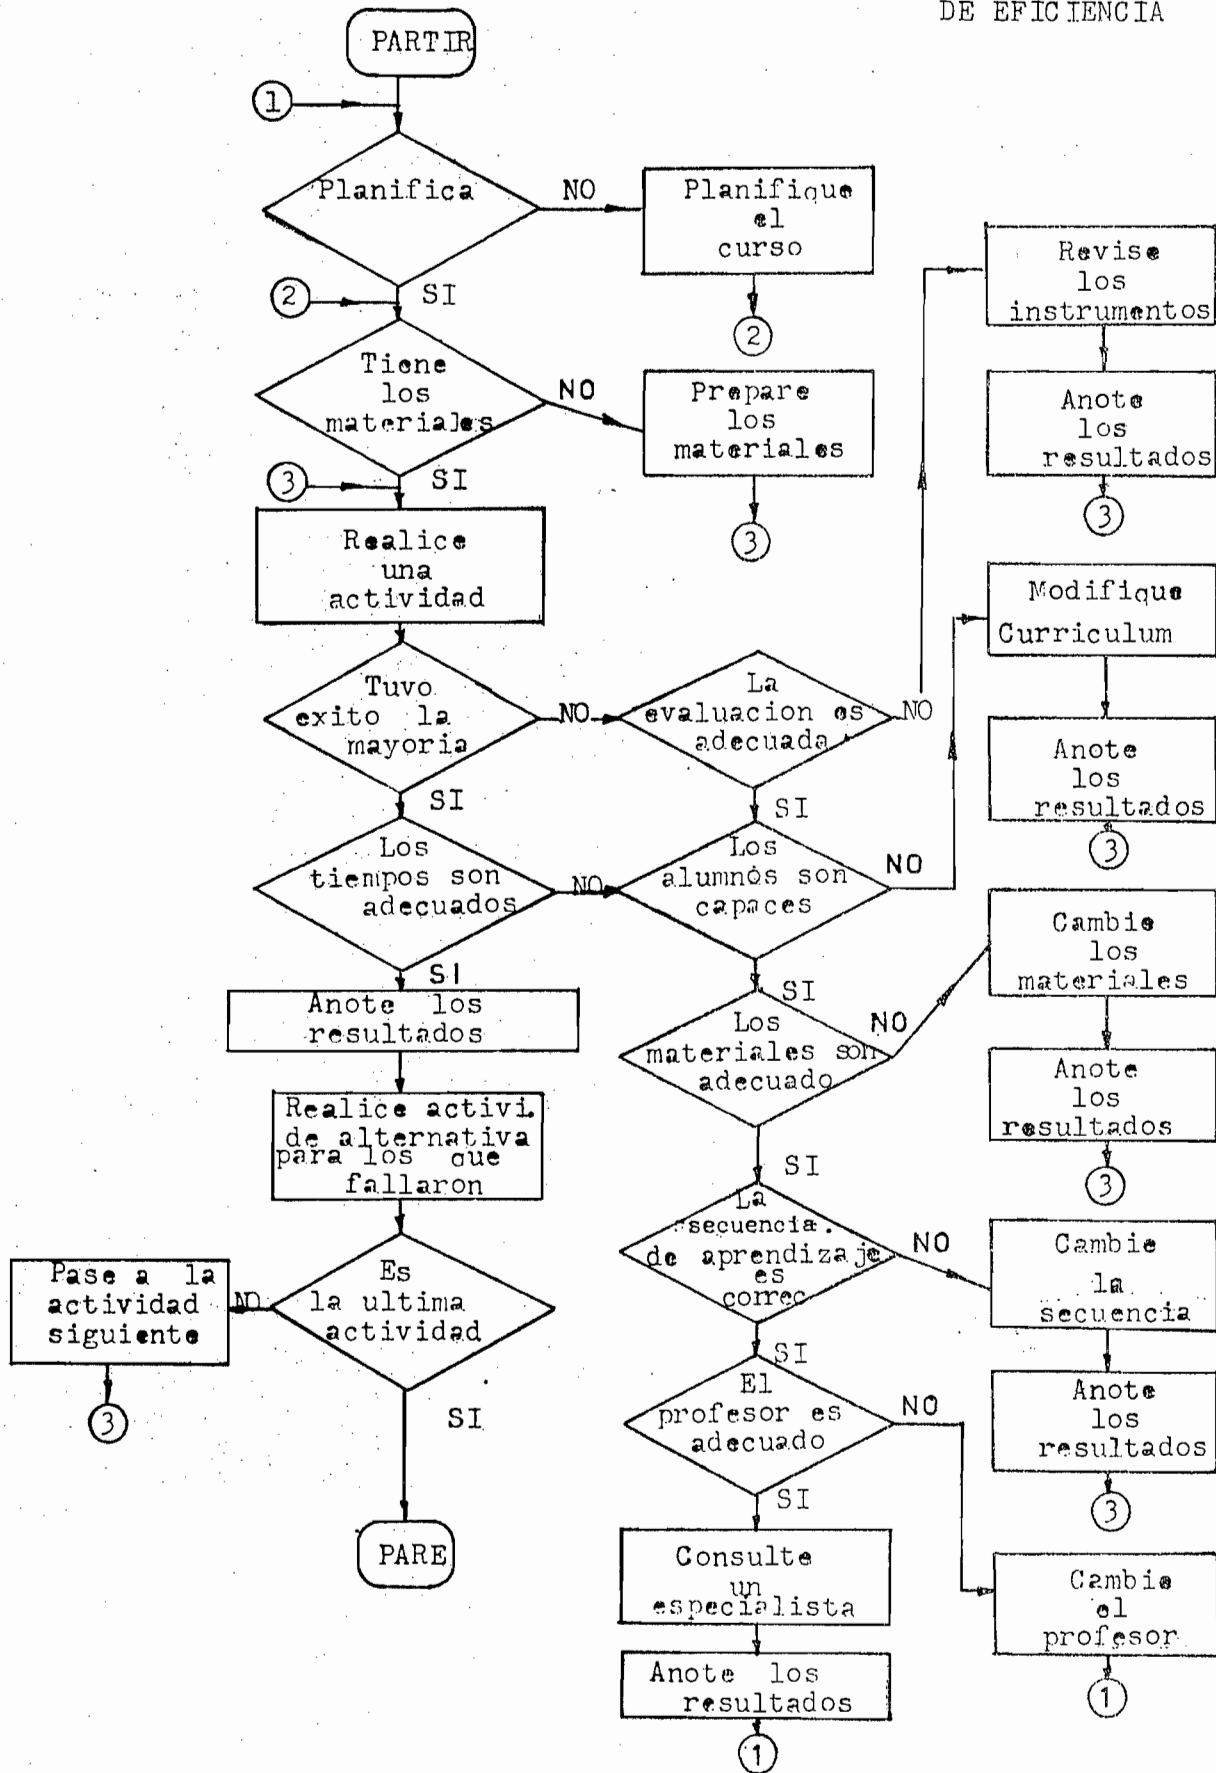 DE EFICIENCIA
PARTIR
1
Planifica
NO
Planifique
el
curso
2
SI
2
Tiene
los
materiales
NO
Prepare
los
materiales
3
SI
3
Realice
una
actividad
Tuvo
exito la
mayoria
NO
La
evaluacion es
adecuada
NO
Revise
los
instrumentos
Anote
los
resultados
3
SI
SI
Los
tiempos son
adecuados
NO
Los
alumnos son
capaces
NO
Modifique
Curriculum
Anote
los
resultados
3
SI
Anote los
resultados
Realice activi.
de alternativa
para los que
fallaron
Es
la ultima
actividad
NO
Pase a la
actividad
siguiente
3
SI
PARE
SI
Los
materiales son
adecuado
NO
Cambie
los
materiales
Anote
los
resultados
3
SI
La
secuencia.
de aprendizaje
es
correc
NO
Cambie
la
secuencia
Anote
los
resultados
3
SI
El
profesor es
adecuado
NO
Cambie
el
profesor
1
SI
Consulte
un
especialista
Anote los
resultados
1